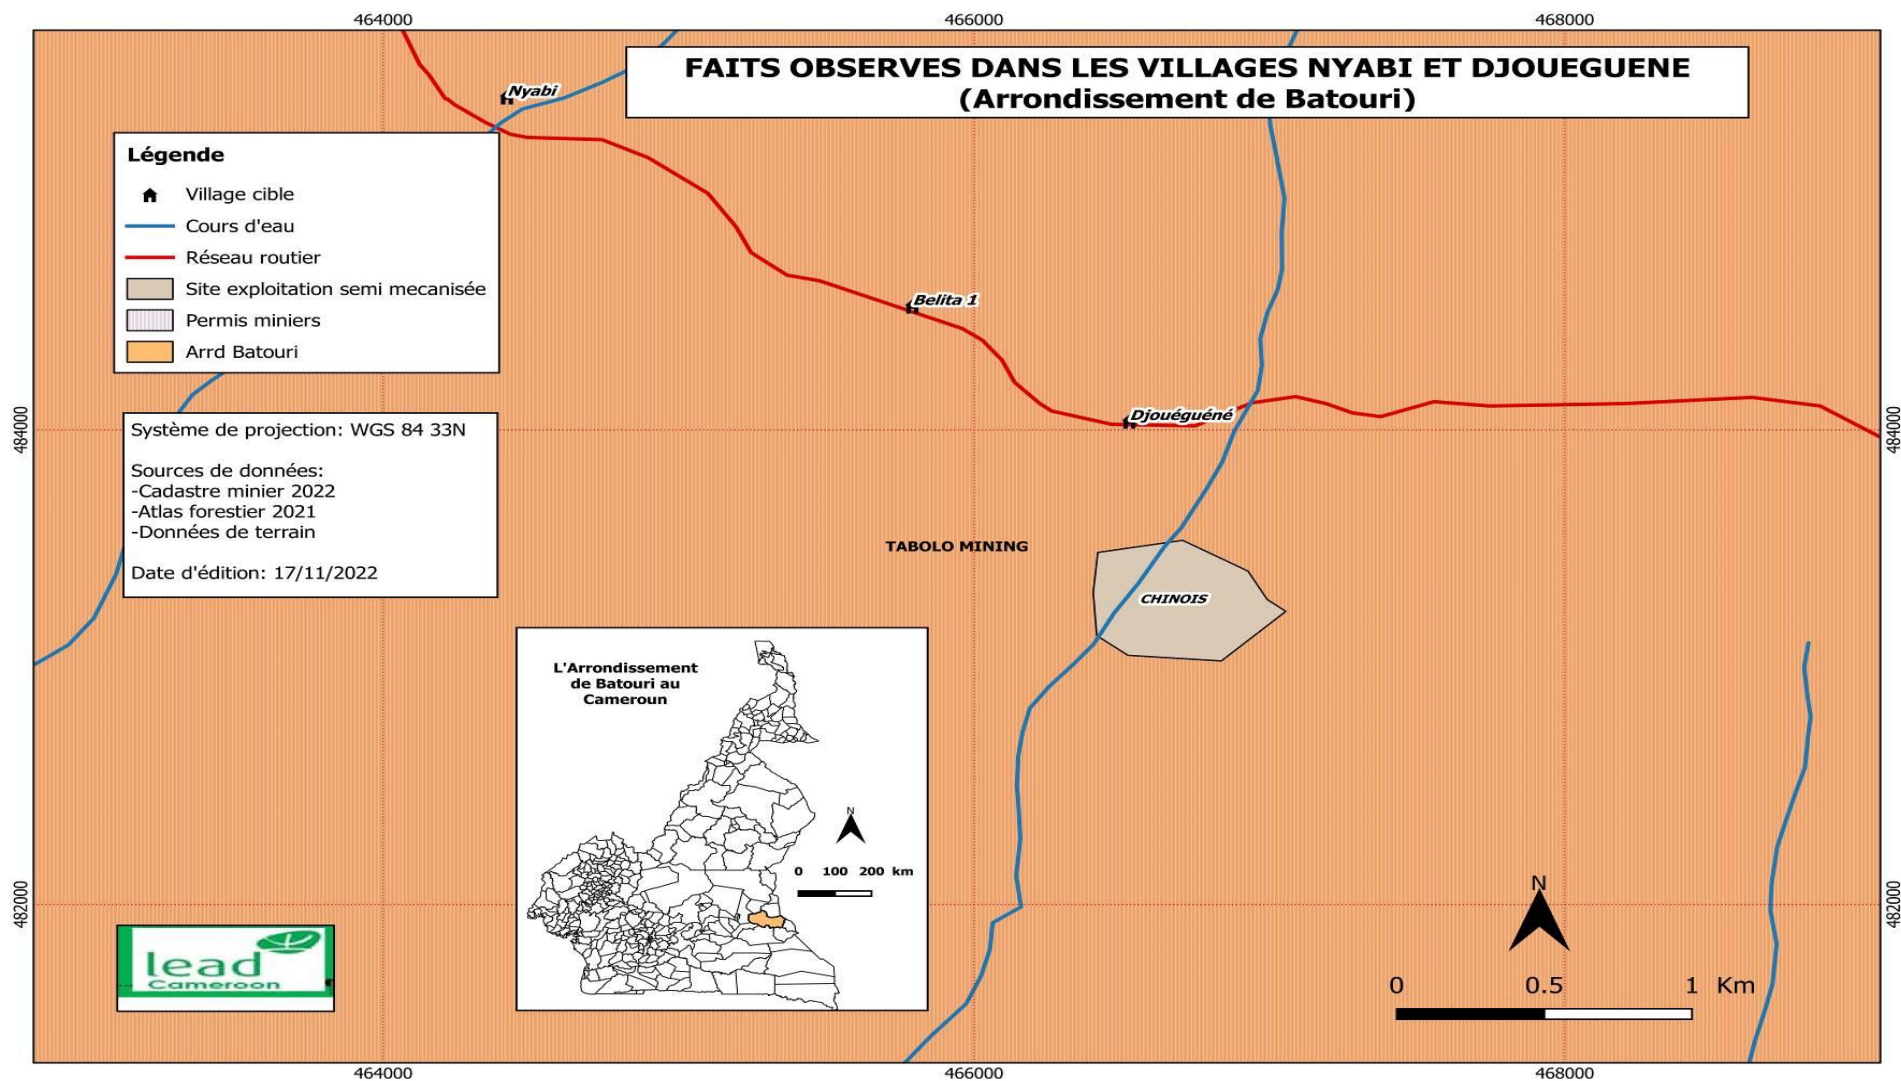 464000
466000
468000
FAITS OBSERVES DANS LES VILLAGES NYABI ET DJOUEGUENE
(Arrondissement de Batouri)
Nyabi
Légende
Village cible
Cours d'eau
Réseau routier
Site exploitation semi mecanisée
Permis miniers
Arrd Batouri
Belita 1
Djouéguéné
484000
484000
Système de projection: WGS 84 33N
Sources de données:
-Cadastre minier 2022
-Atlas forestier 2021
-Données de terrain
Date d'édition: 17/11/2022
TABOLO MINING
CHINOIS
L'Arrondissement
de Batouri au
Cameroun
N
0 100 200 km
482000
482000
N
0 0.5 1 Km
lead
Cameroon
464000
466000
468000